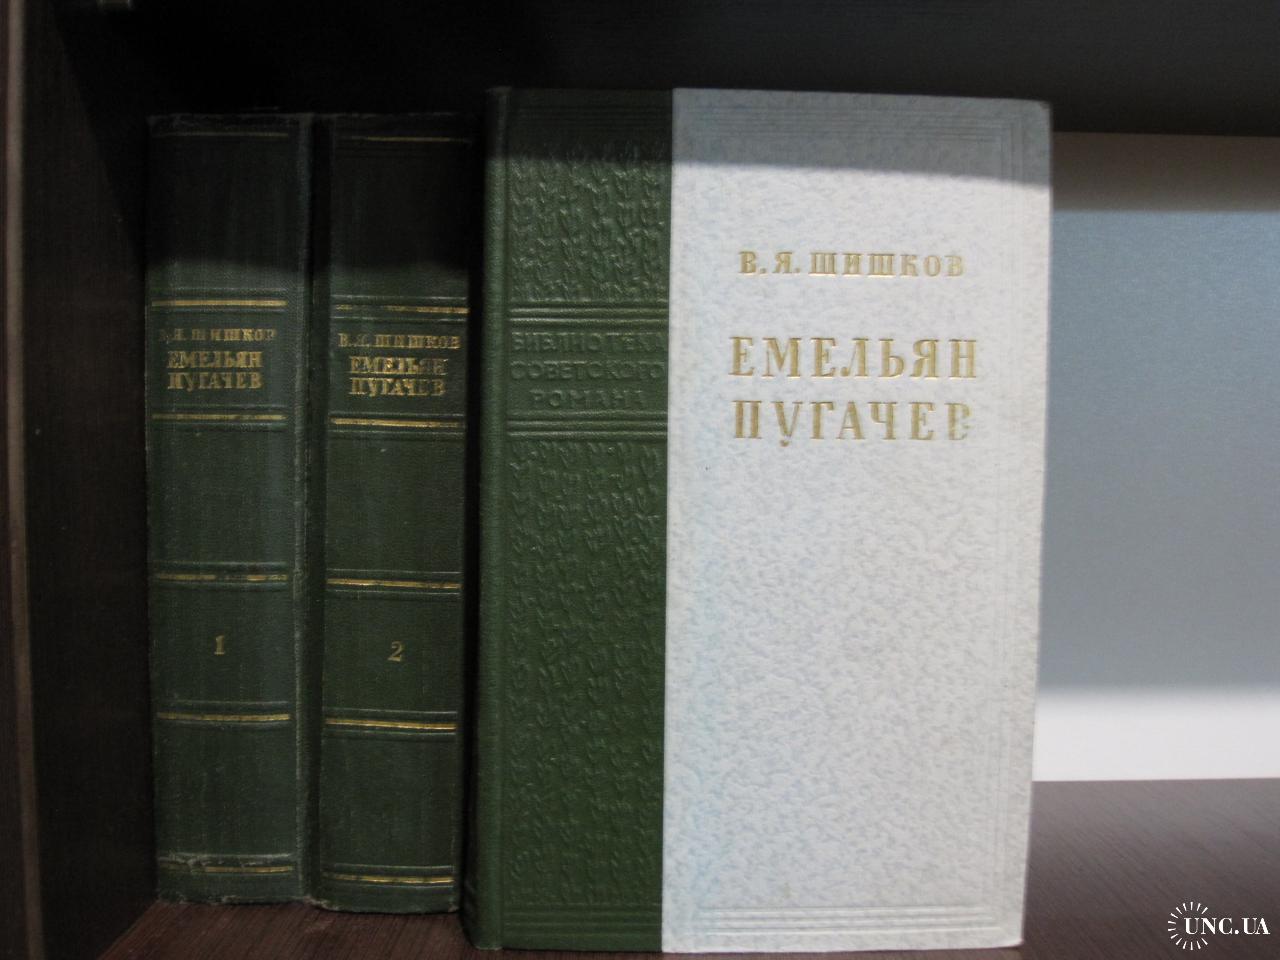 В. Я. ШИШКОВ
ЕМЕЛЬЯН
ПУГАЧЕВ
1
В. Я. ШИШКОВ
ЕМЕЛЬЯН
ПУГАЧЕВ
2
БИБЛИОТЕКА
СОВЕТСКОГО
РОМАНА
В. Я. ШИШКОВ
ЕМЕЛЬЯН
ПУГАЧЕВ
UNC.UA